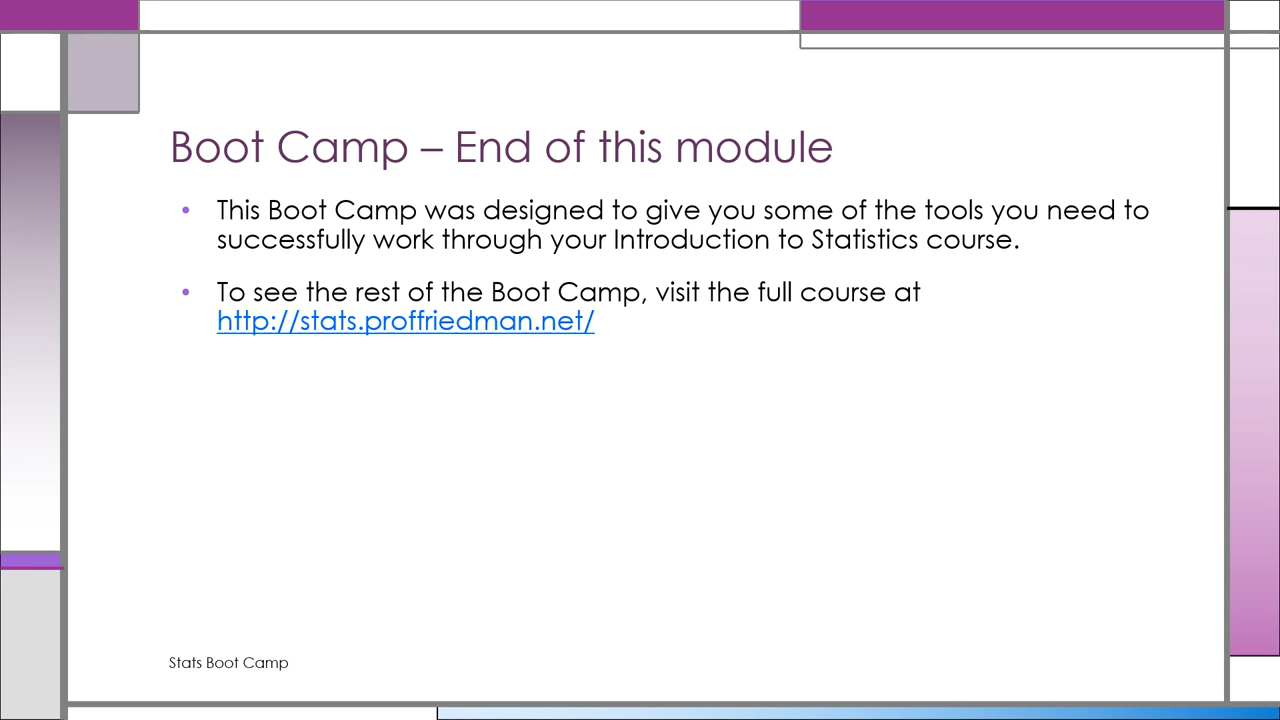 Boot Camp – End of this module
• This Boot Camp was designed to give you some of the tools you need to
successfully work through your Introduction to Statistics course.
• To see the rest of the Boot Camp, visit the full course at
http://stats.proffriedman.net/
Stats Boot Camp